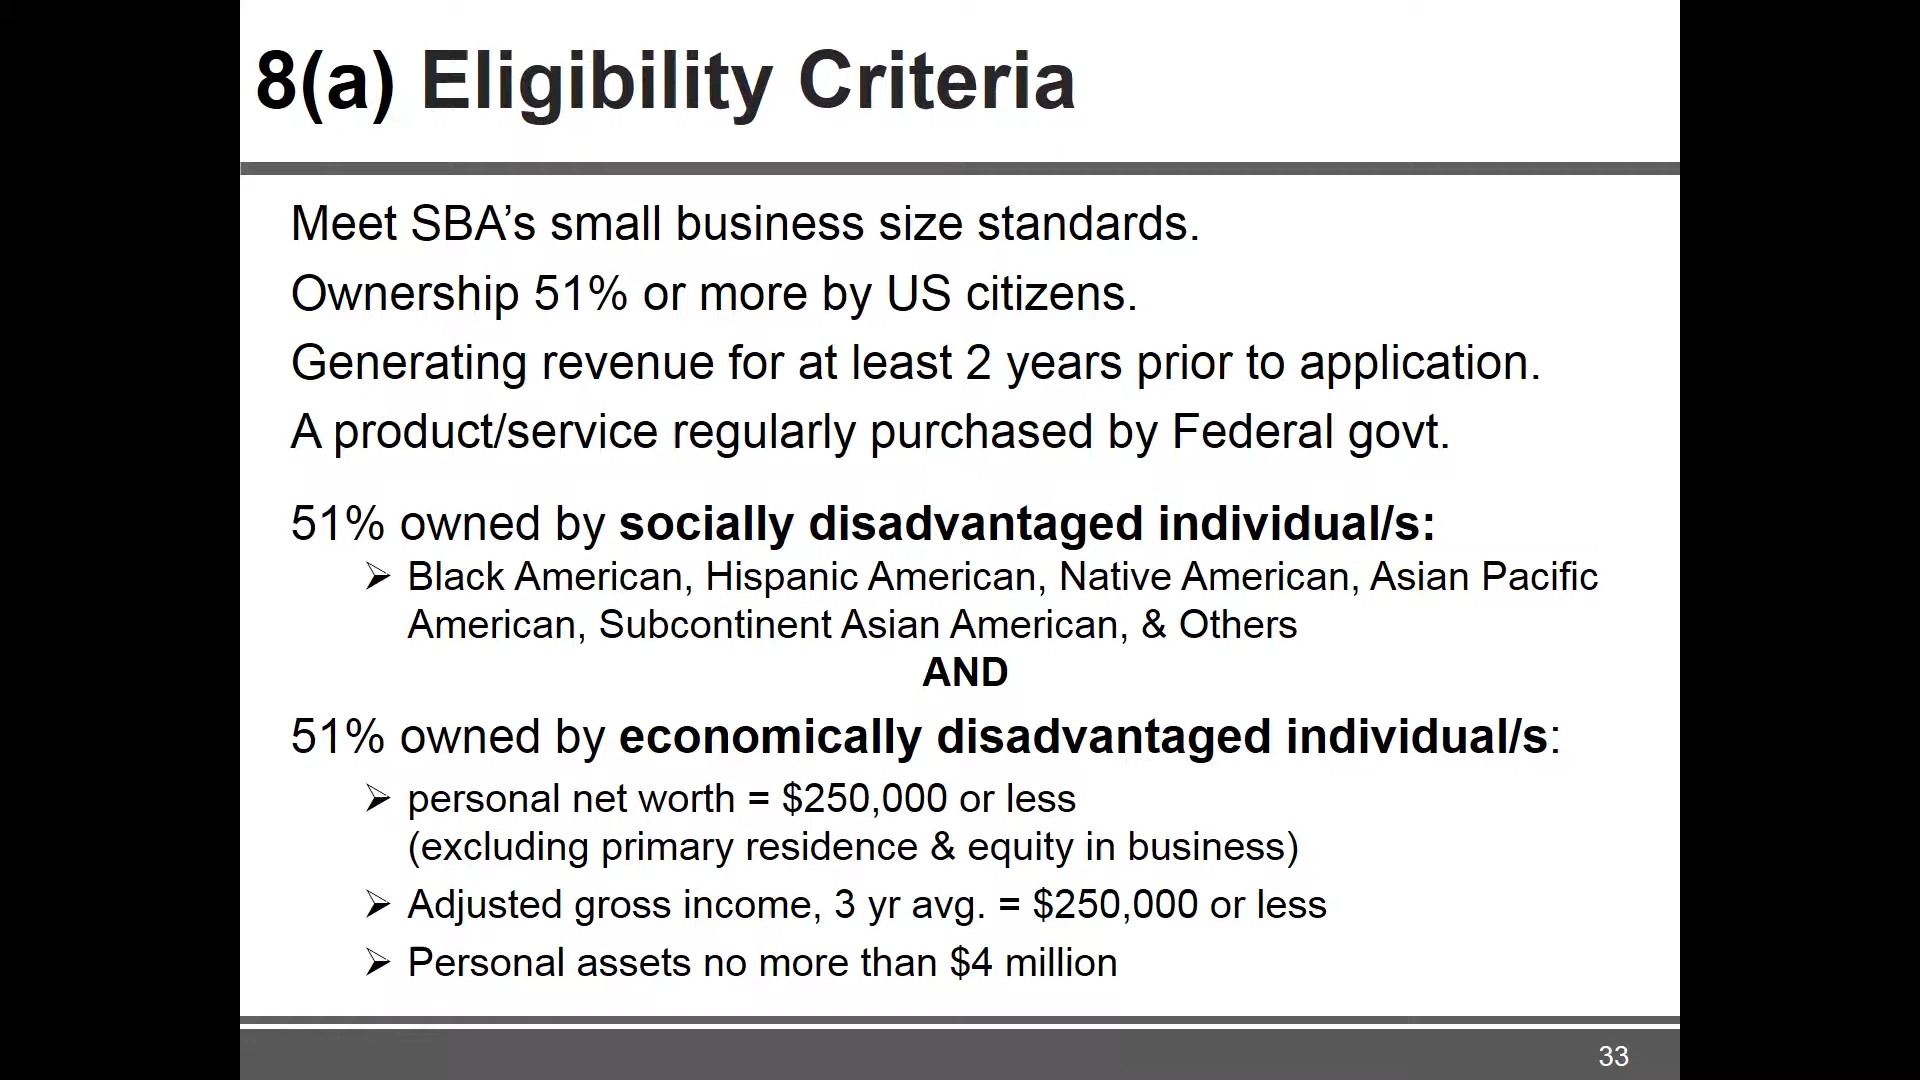 8(a) Eligibility Criteria
Meet SBA’s small business size standards.
Ownership 51% or more by US citizens.
Generating revenue for at least 2 years prior to application.
A product/service regularly purchased by Federal govt.
51% owned by socially disadvantaged individual/s:
➢ Black American, Hispanic American, Native American, Asian Pacific
American, Subcontinent Asian American, & Others
AND
51% owned by economically disadvantaged individual/s:
➢ personal net worth = $250,000 or less
(excluding primary residence & equity in business)
➢ Adjusted gross income, 3 yr avg. = $250,000 or less
➢ Personal assets no more than $4 million
33